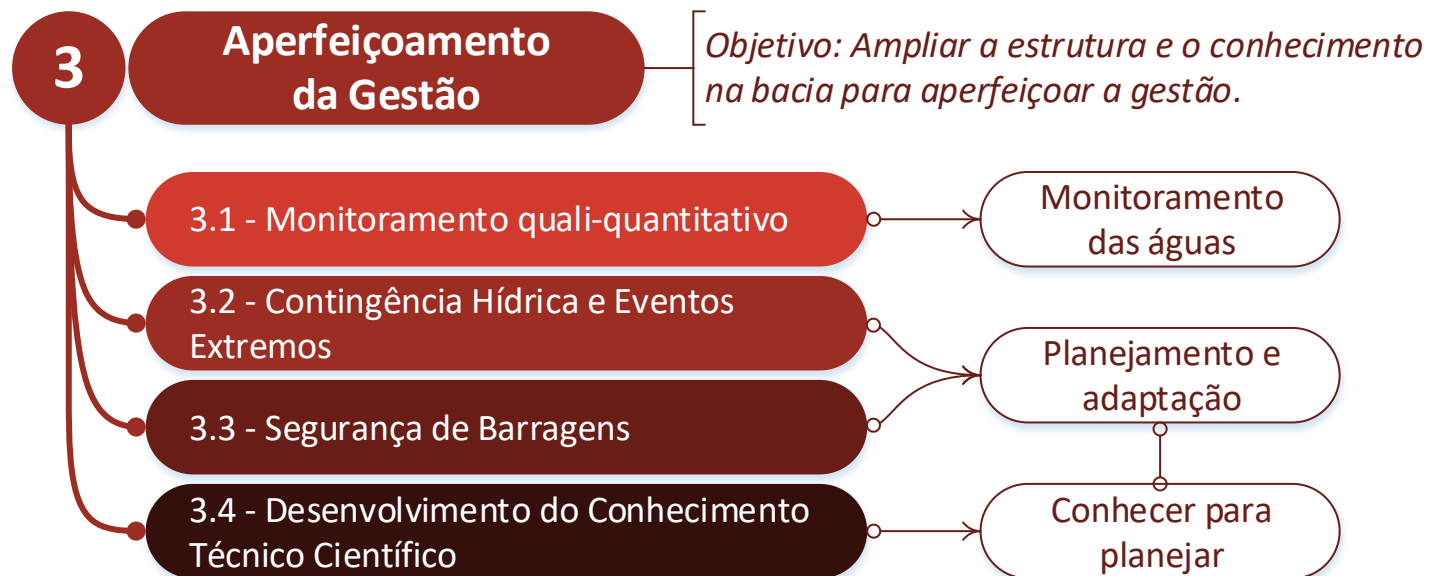 3
Aperfeiçoamento
da Gestão
Objetivo: Ampliar a estrutura e o conhecimento
na bacia para aperfeiçoar a gestão.
3.1 - Monitoramento quali-quantitativo
Monitoramento
das águas
3.2 - Contingência Hídrica e Eventos
Extremos
Planejamento e
adaptação
3.3 - Segurança de Barragens
3.4 - Desenvolvimento do Conhecimento
Técnico Científico
Conhecer para
planejar